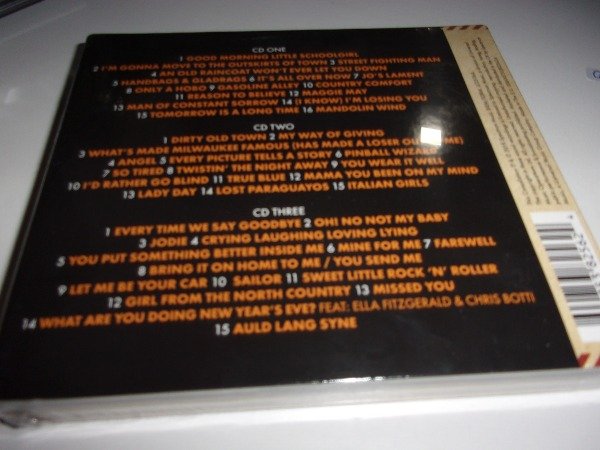 CD ONE
1 GOOD MORNING LITTLE SCHOOLGIRL
2 I'M GONNA MOVE TO THE OUTSKIRTS OF TOWN 3 STREET FIGHTING MAN
4 AN OLD RAINCOAT WON'T EVER LET YOU DOWN
5 HANDBAGS & GLADRAGS 6 IT'S ALL OVER NOW 7 JO'S LAMENT
8 ONLY A HOBO 9 GASOLINE ALLEY 10 COUNTRY COMFORT
11 REASON TO BELIEVE 12 MAGGIE MAY
13 MAN OF CONSTANT SORROW 14 (I KNOW) I'M LOSING YOU
15 TOMORROW IS A LONG TIME 16 MANDOLIN WIND
CD TWO
1 DIRTY OLD TOWN 2 MY WAY OF GIVING
3 WHAT'S MADE MILWAUKEE FAMOUS (HAS MADE A LOSER OUT OF ME)
4 ANGEL 5 EVERY PICTURE TELLS A STORY 6 PINBALL WIZARD
7 SO TIRED 8 TWISTIN' THE NIGHT AWAY 9 YOU WEAR IT WELL
10 I'D RATHER GO BLIND 11 TRUE BLUE 12 MAMA YOU BEEN ON MY MIND
13 LADY DAY 14 LOST PARAGUAYOS 15 ITALIAN GIRLS
CD THREE
1 EVERY TIME WE SAY GOODBYE 2 OH! NO NOT MY BABY
3 JODIE 4 CRYING LAUGHING LOVING LYING
5 YOU PUT SOMETHING BETTER INSIDE ME 6 MINE FOR ME 7 FAREWELL
8 BRING IT ON HOME TO ME / YOU SEND ME
9 LET ME BE YOUR CAR 10 SAILOR 11 SWEET LITTLE ROCK 'N' ROLLER
12 GIRL FROM THE NORTH COUNTRY 13 MISSED YOU
14 WHAT ARE YOU DOING NEW YEAR'S EVE? FEAT. ELLA FITZGERALD & CHRIS BOTTI
15 AULD LANG SYNE